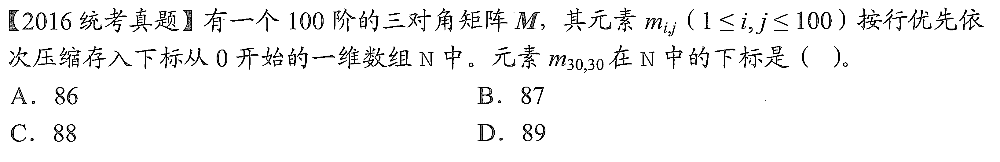 【2016 统考真题】有一个 100 阶的三对角矩阵 M，其元素 m_{i,j}（1 ≤ i, j ≤ 100）按行优先依
次压缩存入下标从 0 开始的一维数组 N 中。元素 m_{30,30} 在 N 中的下标是（ ）。
A. 86 B. 87
C. 88 D. 89